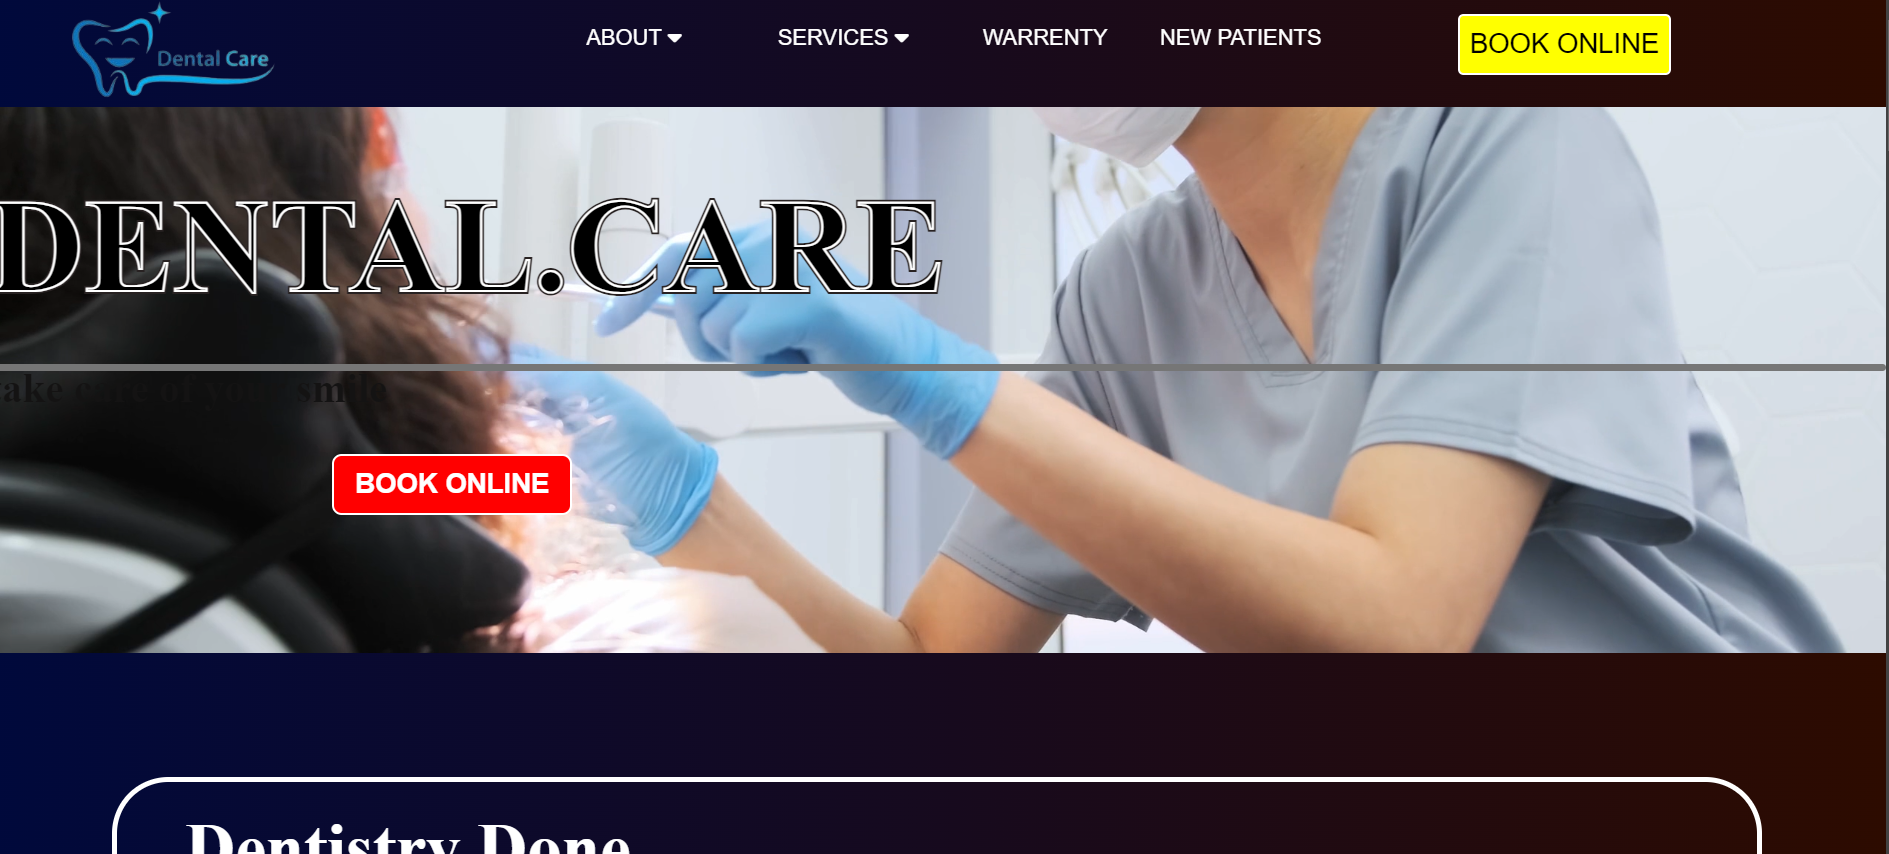 Dental Care
ABOUT
SERVICES
WARRENTY
NEW PATIENTS
BOOK ONLINE
DENTAL.CARE
take care of your smile
BOOK ONLINE
Dentistry Done